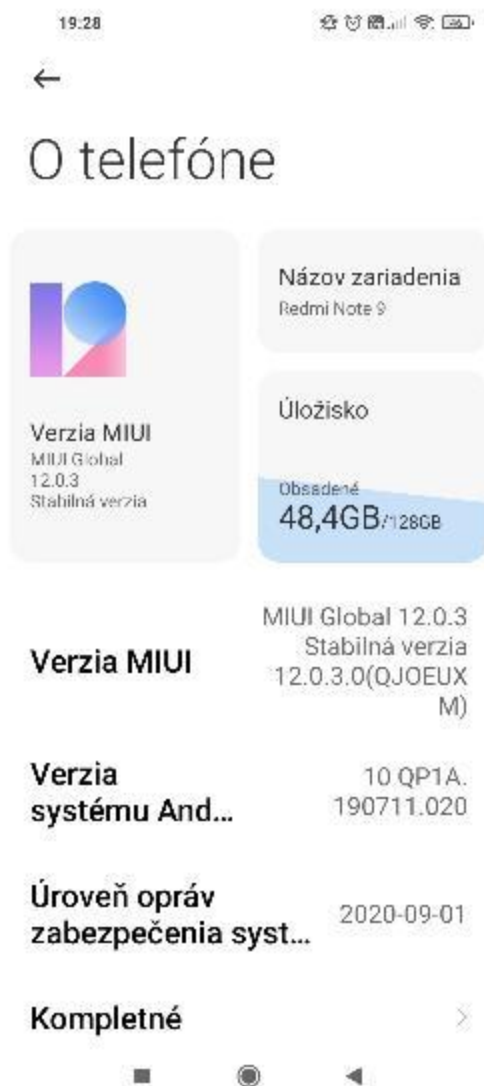 19:28
O telefóne
Názov zariadenia
Redmi Note 9
Verzia MIUI
MIUI Global
12.0.3
Stabilná verzia
Úložisko
Obsadené
48,4GB/128GB
Verzia MIUI
MIUI Global 12.0.3
Stabilná verzia
12.0.3.0(QJOEUX
M)
Verzia
systému And...
10 QP1A.
190711.020
Úroveň opráv
zabezpečenia syst...
2020-09-01
Kompletné